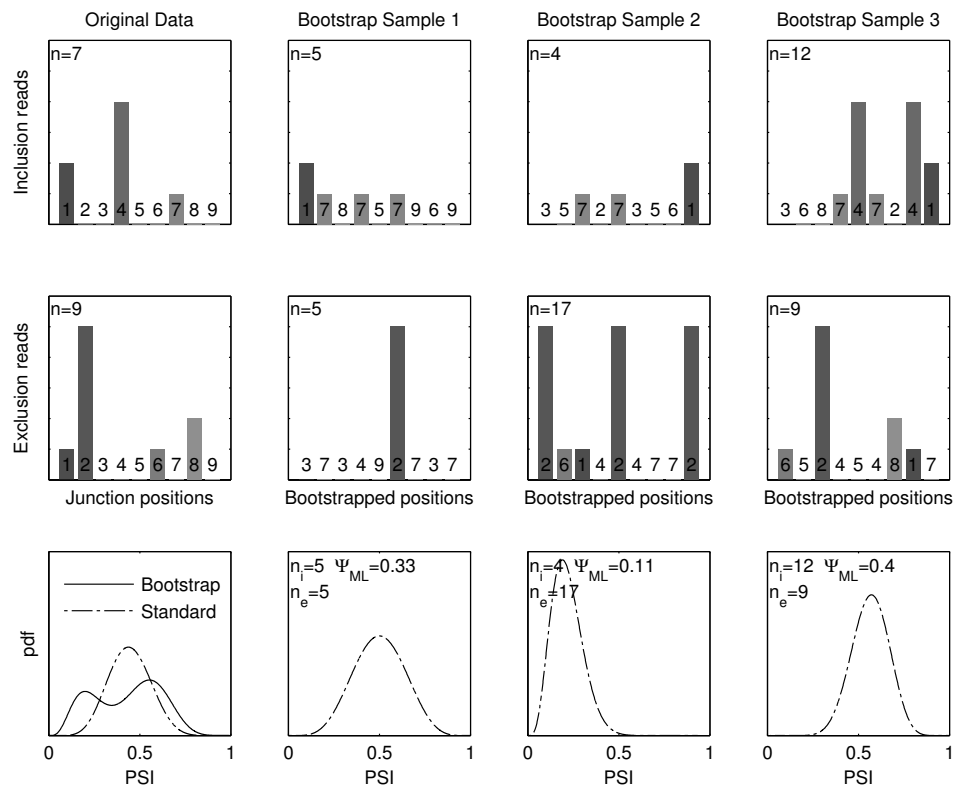 Original Data
Bootstrap Sample 1
Bootstrap Sample 2
Bootstrap Sample 3
Inclusion reads
n=7
1 2 3 4 5 6 7 8 9
n=5
1 7 8 7 5 7 9 6 9
n=4
3 5 7 2 7 3 5 6 1
n=12
3 6 8 7 4 7 2 4 1
Exclusion reads
n=9
1 2 3 4 5 6 7 8 9
Junction positions
n=5
3 7 3 4 9 2 7 3 7
Bootstrapped positions
n=17
2 6 1 4 2 4 7 7 2
Bootstrapped positions
n=9
6 5 2 4 5 4 8 1 7
Bootstrapped positions
pdf
Bootstrap
Standard
0 0.5 1
PSI
n_i=5 Ψ_ML=0.33
n_e=5
0 0.5 1
PSI
n_i=4 Ψ_ML=0.11
n_e=17
0 0.5 1
PSI
n_i=12 Ψ_ML=0.4
n_e=9
0 0.5 1
PSI